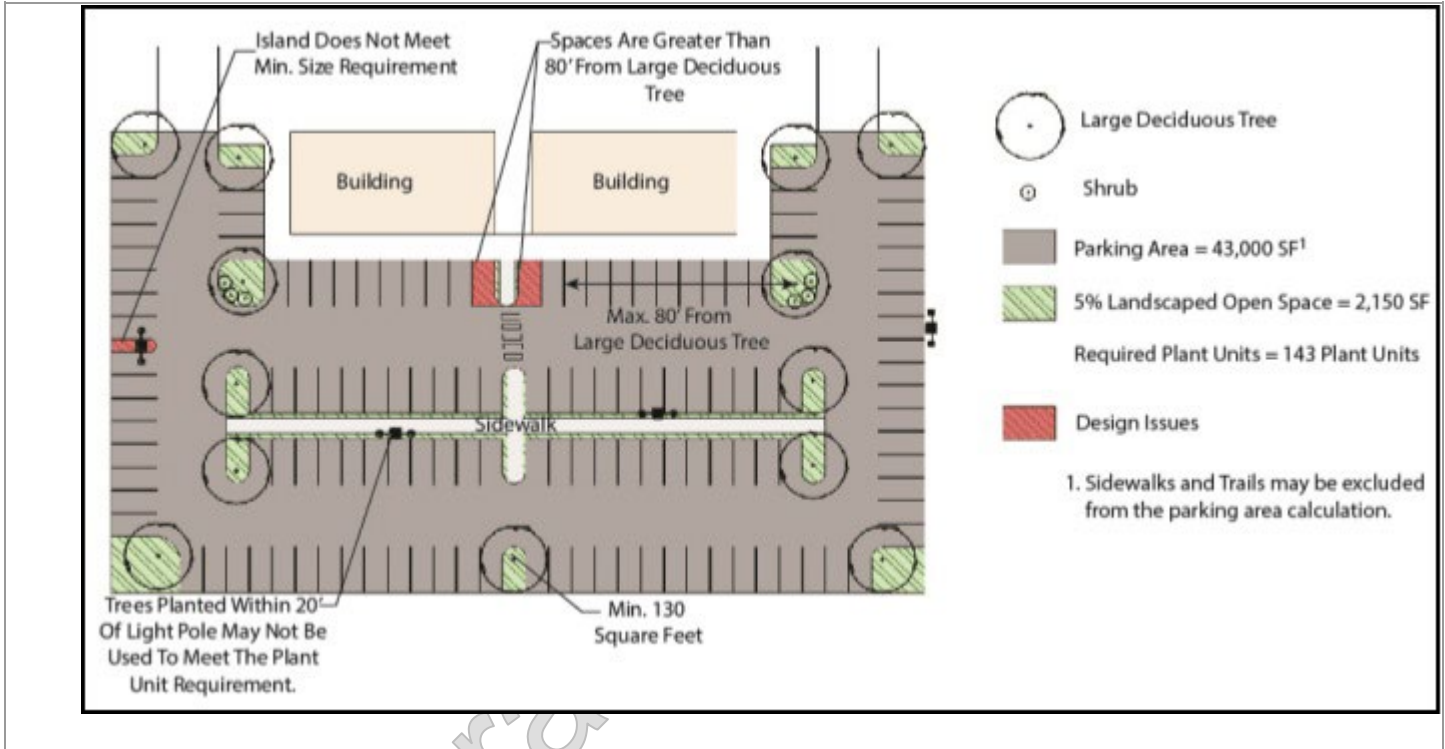 Island Does Not Meet
Min. Size Requirement
Spaces Are Greater Than
80' From Large Deciduous
Tree
Building
Building
Max. 80' From
Large Deciduous Tree
Sidewalk
Trees Planted Within 20'
Of Light Pole May Not Be
Used To Meet The Plant
Unit Requirement.
Min. 130
Square Feet
Large Deciduous Tree
Shrub
Parking Area = 43,000 SF¹
5% Landscaped Open Space = 2,150 SF
Required Plant Units = 143 Plant Units
Design Issues
1. Sidewalks and Trails may be excluded
from the parking area calculation.